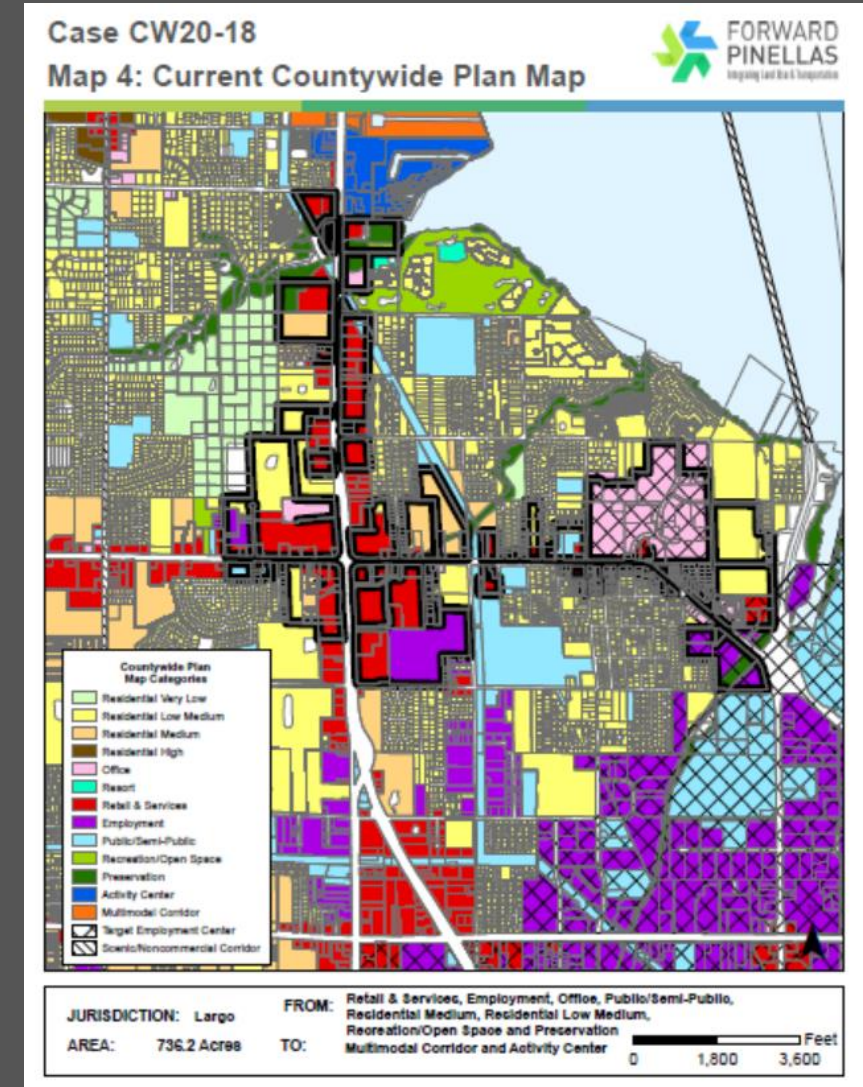 Case CW20-18
Map 4: Current Countywide Plan Map
FORWARD
PINELLAS
Integrating Land Use & Transportation
Countywide Plan
Map Categories
Residential Very Low
Residential Low Medium
Residential Medium
Residential High
Office
Resort
Retail & Services
Employment
Public/Semi-Public
Recreation/Open Space
Preservation
Activity Center
Multimodal Corridor
Target Employment Center
Scenic/Noncommercial Corridor
JURISDICTION: Largo
AREA: 736.2 Acres
FROM: Retail & Services, Employment, Office, Public/Semi-Public,
Residential Medium, Residential Low Medium,
Recreation/Open Space and Preservation
TO: Multimodal Corridor and Activity Center
Feet
0 1,800 3,600